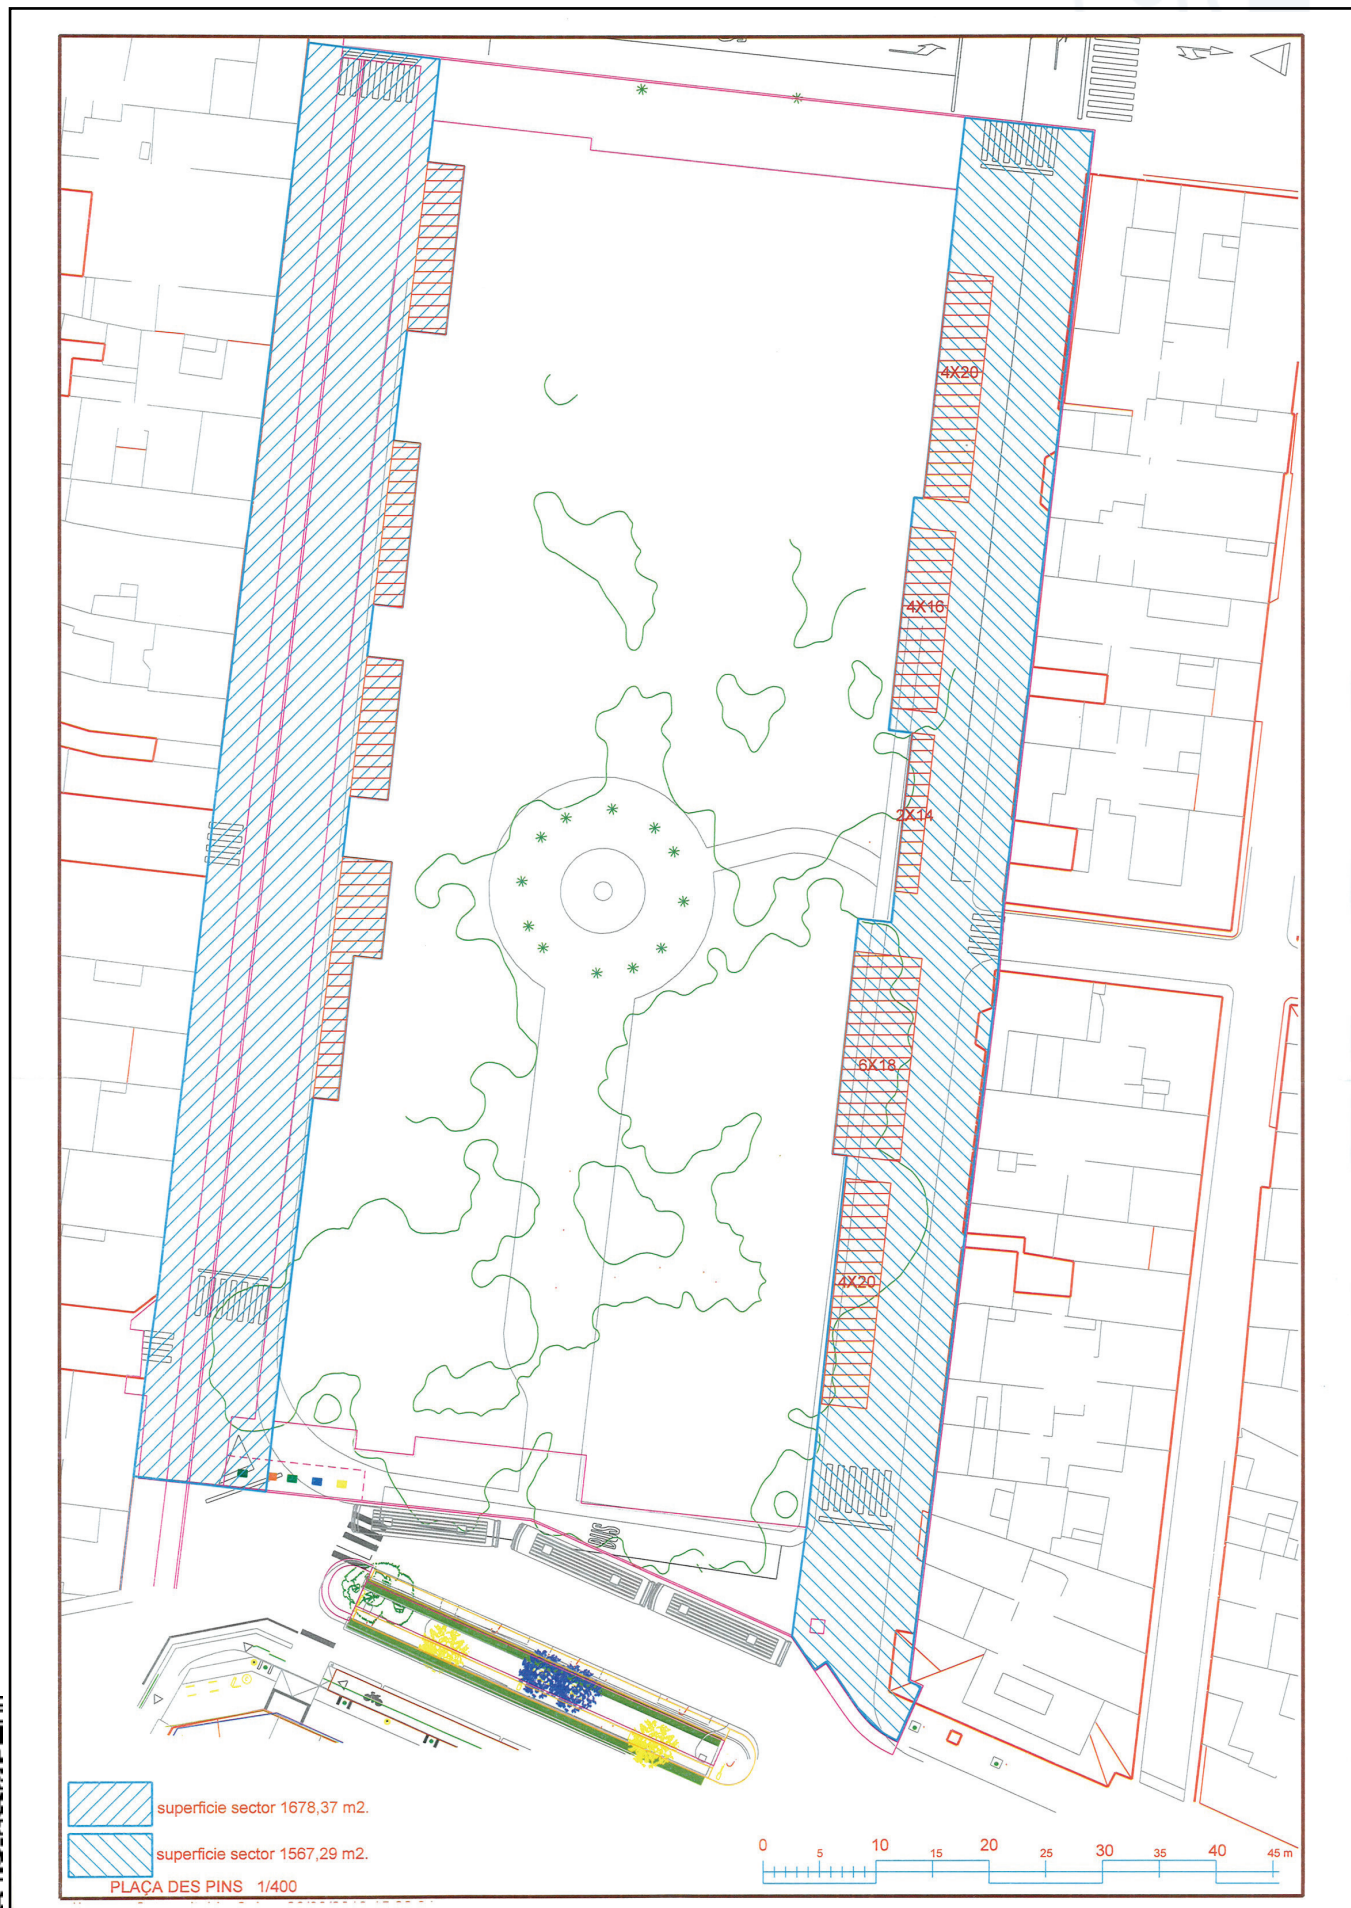 4X20
4X16
2X14
6X18
4X20
BUS
superficie sector 1678,37 m2.
superficie sector 1567,29 m2.
PLAÇA DES PINS 1/400
0 5 10 15 20 25 30 35 40 45 m